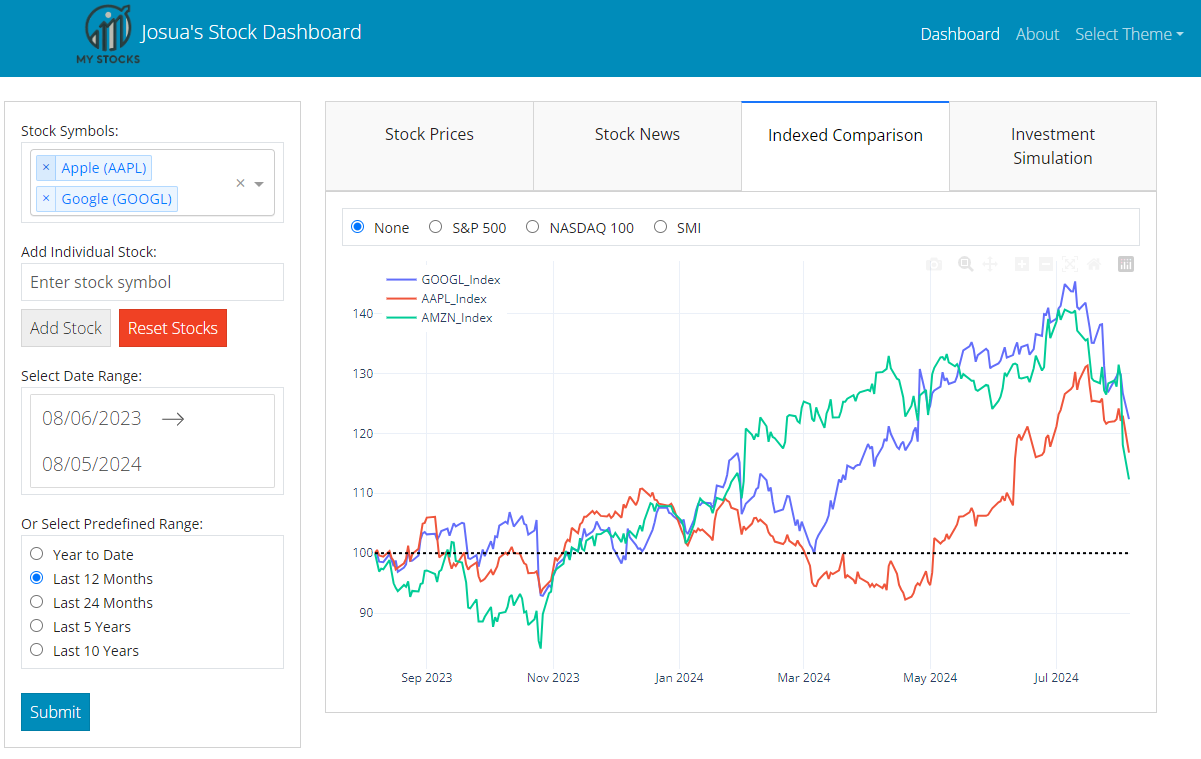 MY STOCKS
Josua's Stock Dashboard
Dashboard About Select Theme
Stock Symbols:
× Apple (AAPL)
× Google (GOOGL)
×
Add Individual Stock:
Enter stock symbol
Add Stock Reset Stocks
Select Date Range:
08/06/2023 →
08/05/2024
Or Select Predefined Range:
Year to Date
Last 12 Months
Last 24 Months
Last 5 Years
Last 10 Years
Submit
Stock Prices
Stock News
Indexed Comparison
Investment
Simulation
None S&P 500 NASDAQ 100 SMI
GOOGL_Index
AAPL_Index
AMZN_Index
140
130
120
110
100
90
Sep 2023 Nov 2023 Jan 2024 Mar 2024 May 2024 Jul 2024